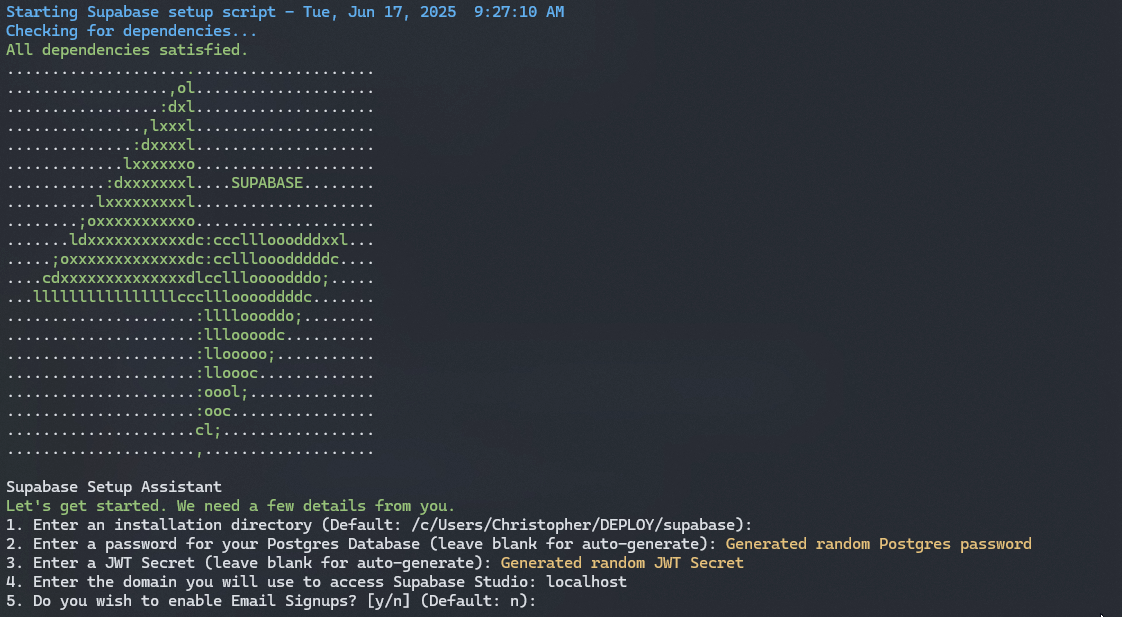 Starting Supabase setup script - Tue, Jun 17, 2025  9:27:10 AM
Checking for dependencies...
All dependencies satisfied.
.........................................
..................,ol....................
.................:dxl....................
...............,lxxxl....................
..............:dxxxxl....................
.............lxxxxxxo....................
...........:dxxxxxxxl....SUPABASE........
..........lxxxxxxxxxl....................
........;oxxxxxxxxxxo....................
.......ldxxxxxxxxxxxdc:ccclllooodddxxl...
.....;oxxxxxxxxxxxxxdc:cclllooodddddc....
....cdxxxxxxxxxxxxxxdlccllloooodddo;.....
...llllllllllllllllccclllooooddddc.......
.....................:lllloooddo;........
.....................:llloooodc..........
.....................:llooooo;...........
.....................:lloooc.............
.....................:oool;..............
.....................:ooc................
.....................cl;.................
.....................,...................
Supabase Setup Assistant
Let's get started. We need a few details from you.
1. Enter an installation directory (Default: /c/Users/Christopher/DEPLOY/supabase):
2. Enter a password for your Postgres Database (leave blank for auto-generate): Generated random Postgres password
3. Enter a JWT Secret (leave blank for auto-generate): Generated random JWT Secret
4. Enter the domain you will use to access Supabase Studio: localhost
5. Do you wish to enable Email Signups? [y/n] (Default: n):